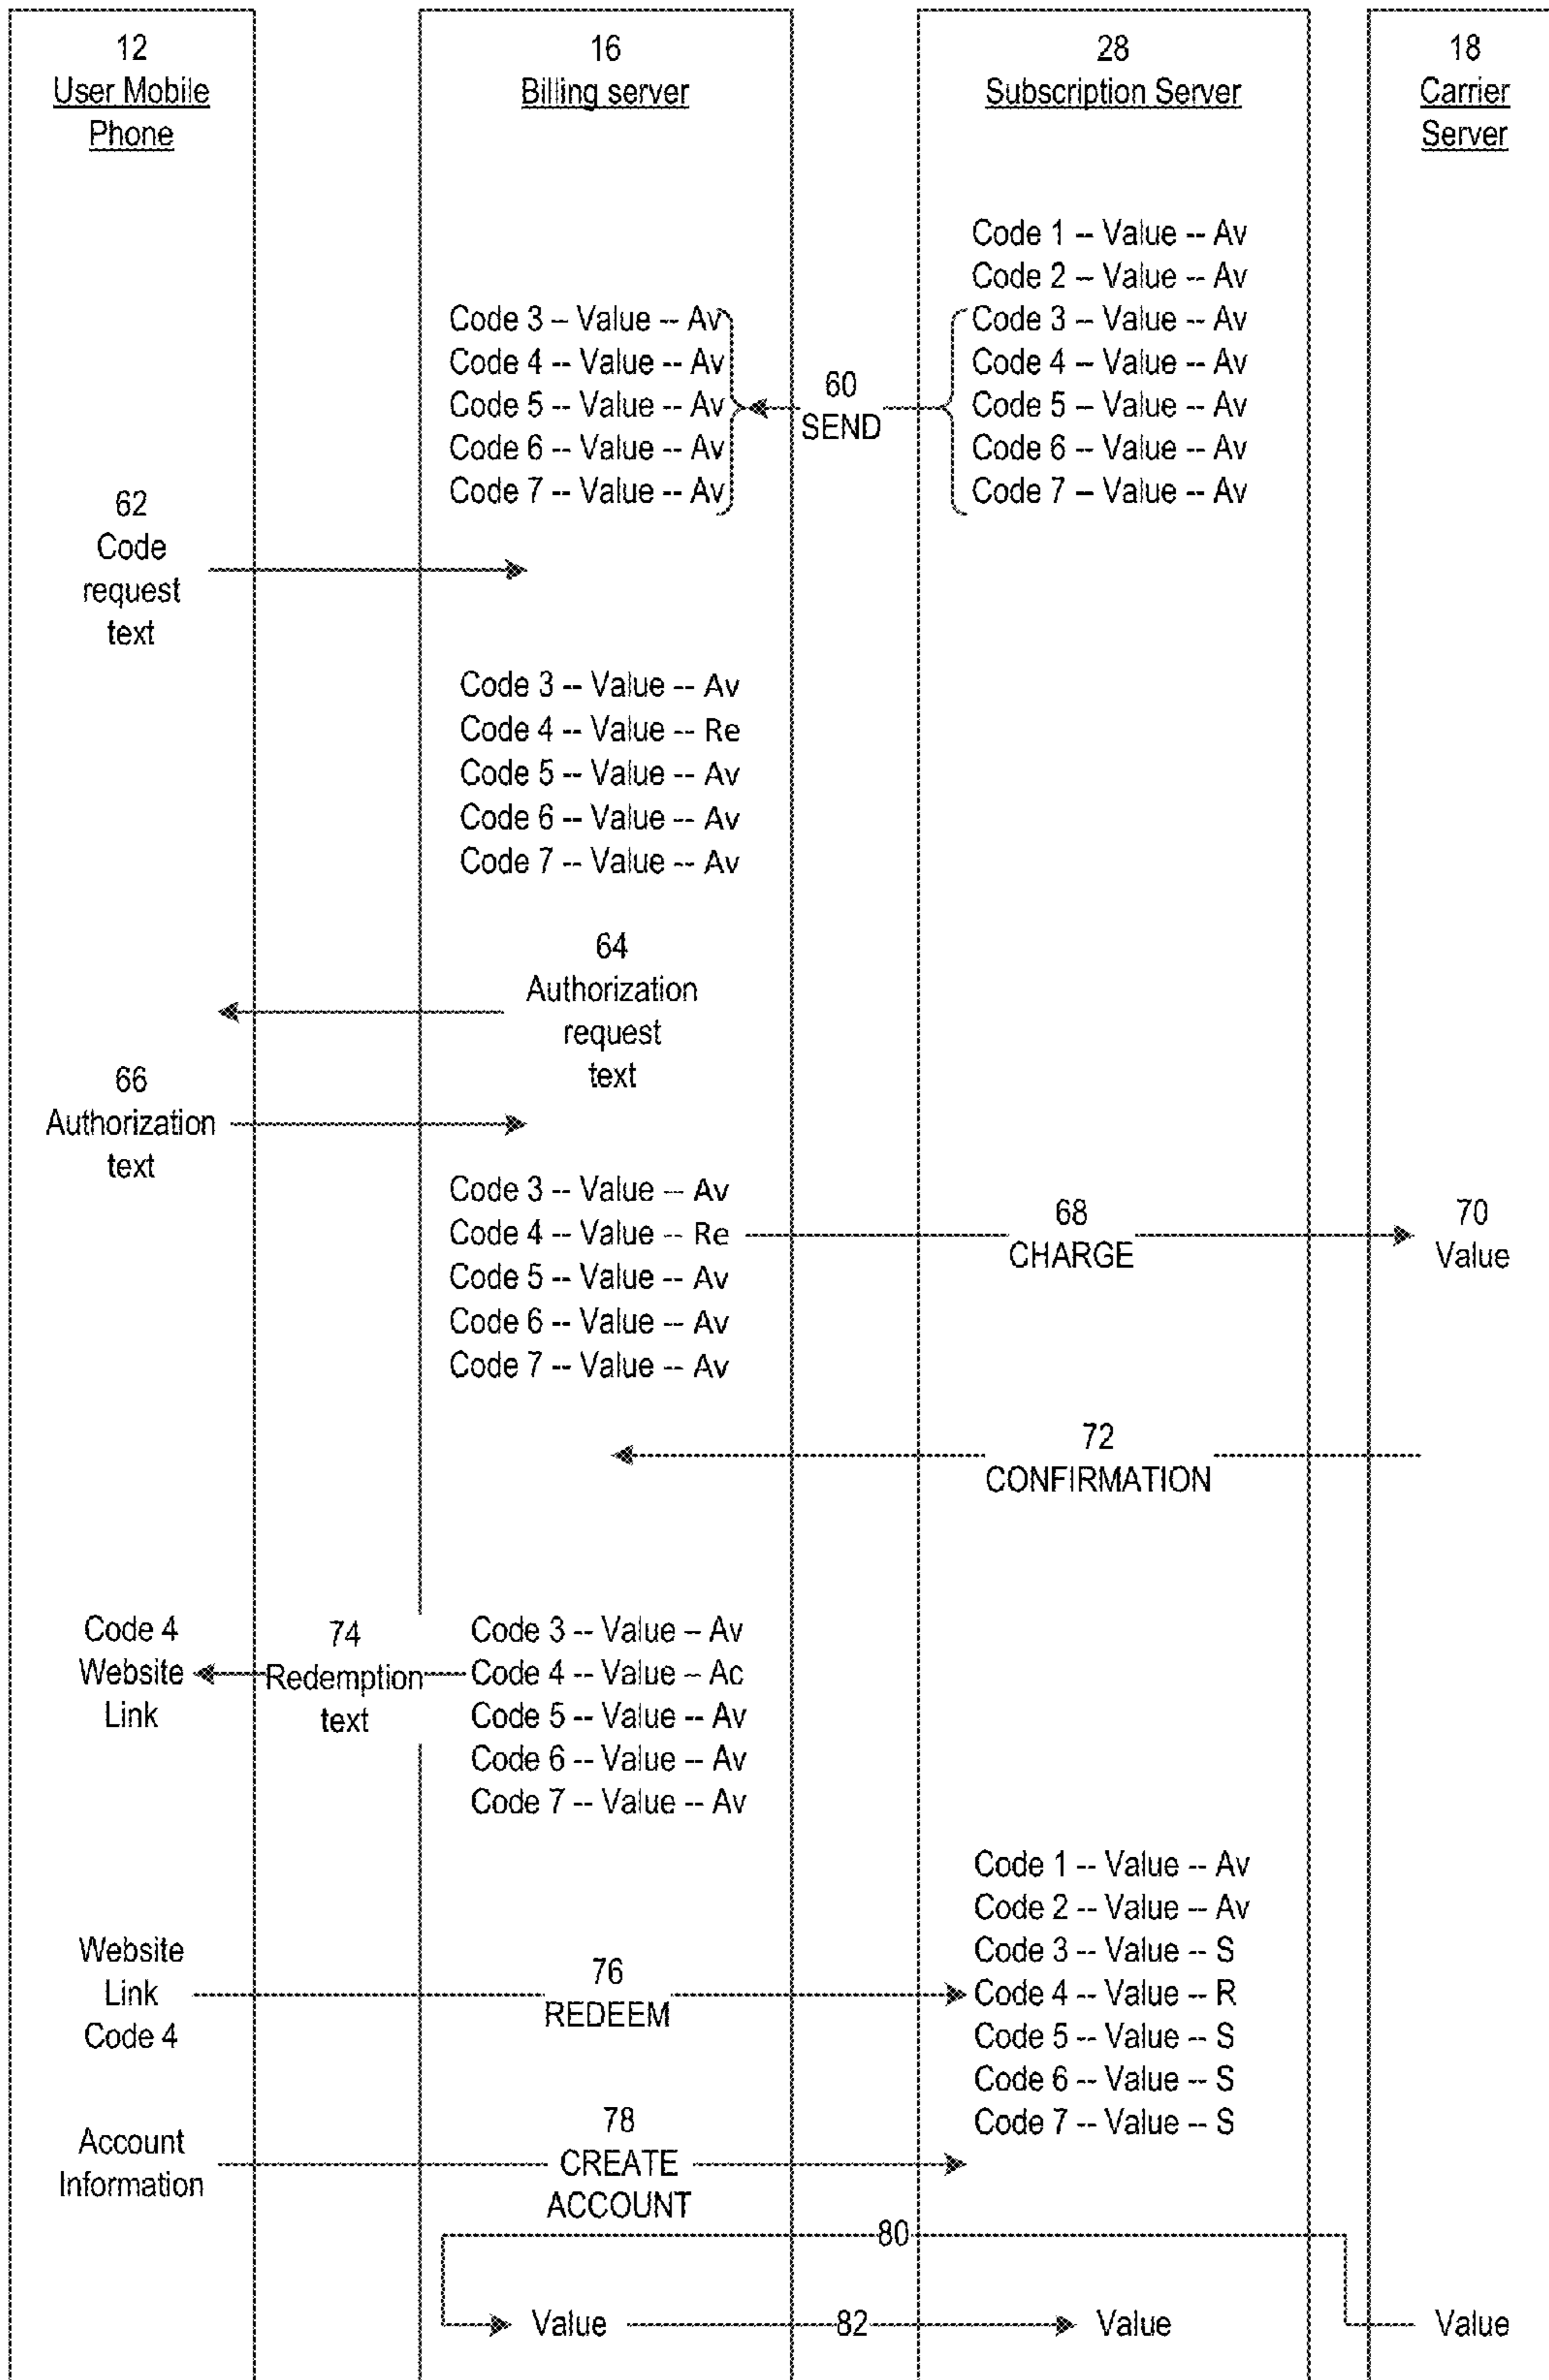 12
User Mobile
Phone
16
Billing server
28
Subscription Server
18
Carrier
Server
Code 1 -- Value -- Av
Code 2 – Value -- Av
Code 3 – Value -- Av
Code 4 – Value -- Av
Code 5 – Value -- Av
Code 6 – Value -- Av
Code 7 – Value -- Av
Code 3 – Value -- Av
Code 4 -- Value -- Av
Code 5 -- Value -- Av
Code 6 -- Value -- Av
Code 7 -- Value -- Av
60
SEND
62
Code
request
text
Code 3 -- Value -- Av
Code 4 -- Value -- Re
Code 5 -- Value -- Av
Code 6 -- Value -- Av
Code 7 -- Value -- Av
64
Authorization
request
text
66
Authorization
text
Code 3 -- Value -- Av
Code 4 -- Value -- Re
Code 5 -- Value -- Av
Code 6 -- Value -- Av
Code 7 -- Value -- Av
68
CHARGE
70
Value
72
CONFIRMATION
Code 4
Website
Link
74
Redemption
text
Code 3 -- Value – Av
Code 4 -- Value – Ac
Code 5 -- Value -- Av
Code 6 -- Value -- Av
Code 7 -- Value -- Av
Code 1 -- Value -- Av
Code 2 -- Value -- Av
Code 3 -- Value -- S
Code 4 -- Value -- R
Code 5 -- Value -- S
Code 6 -- Value -- S
Code 7 -- Value -- S
Website
Link
Code 4
76
REDEEM
Account
Information
78
CREATE
ACCOUNT
80
Value
82
Value
Value